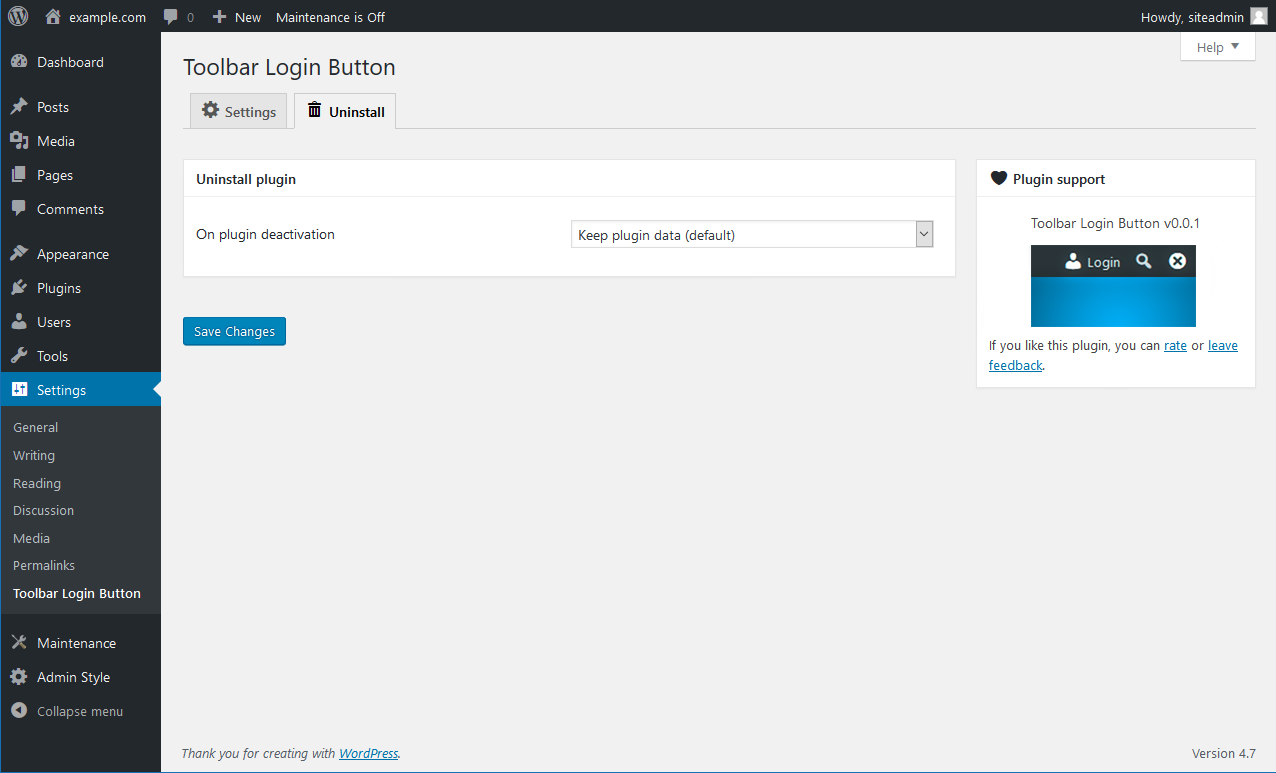 example.com 0 New Maintenance is Off Howdy, siteadmin
Help
Dashboard
Posts
Media
Pages
Comments
Appearance
Plugins
Users
Tools
Settings
General
Writing
Reading
Discussion
Media
Permalinks
Toolbar Login Button
Maintenance
Admin Style
Collapse menu
Toolbar Login Button
Settings Uninstall
Uninstall plugin
On plugin deactivation Keep plugin data (default)
Save Changes
Plugin support
Toolbar Login Button v0.0.1
Login
If you like this plugin, you can rate or leave
feedback.
Thank you for creating with WordPress. Version 4.7